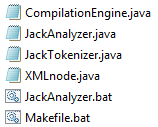 CompilationEngine.java
JackAnalyzer.java
JackTokenizer.java
XMLnode.java
JackAnalyzer.bat
Makefile.bat